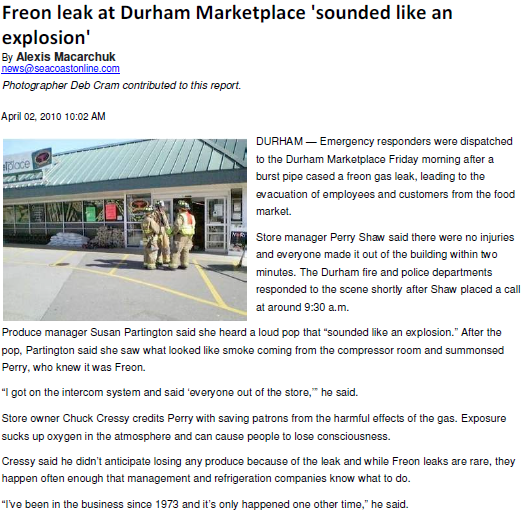 Freon leak at Durham Marketplace 'sounded like an
explosion'
By Alexis Macarchuk
news@seacoastonline.com
Photographer Deb Cram contributed to this report.
April 02, 2010 10:02 AM
DURHAM — Emergency responders were dispatched
to the Durham Marketplace Friday morning after a
burst pipe cased a freon gas leak, leading to the
evacuation of employees and customers from the food
market.
Store manager Perry Shaw said there were no injuries
and everyone made it out of the building within two
minutes. The Durham fire and police departments
responded to the scene shortly after Shaw placed a call
at around 9:30 a.m.
Produce manager Susan Partington said she heard a loud pop that “sounded like an explosion.” After the
pop, Partington said she saw what looked like smoke coming from the compressor room and summonsed
Perry, who knew it was Freon.
“I got on the intercom system and said ‘everyone out of the store,’” he said.
Store owner Chuck Cressy credits Perry with saving patrons from the harmful effects of the gas. Exposure
sucks up oxygen in the atmosphere and can cause people to lose consciousness.
Cressy said he didn’t anticipate losing any produce because of the leak and while Freon leaks are rare, they
happen often enough that management and refrigeration companies know what to do.
“I’ve been in the business since 1973 and it’s only happened one other time,” he said.